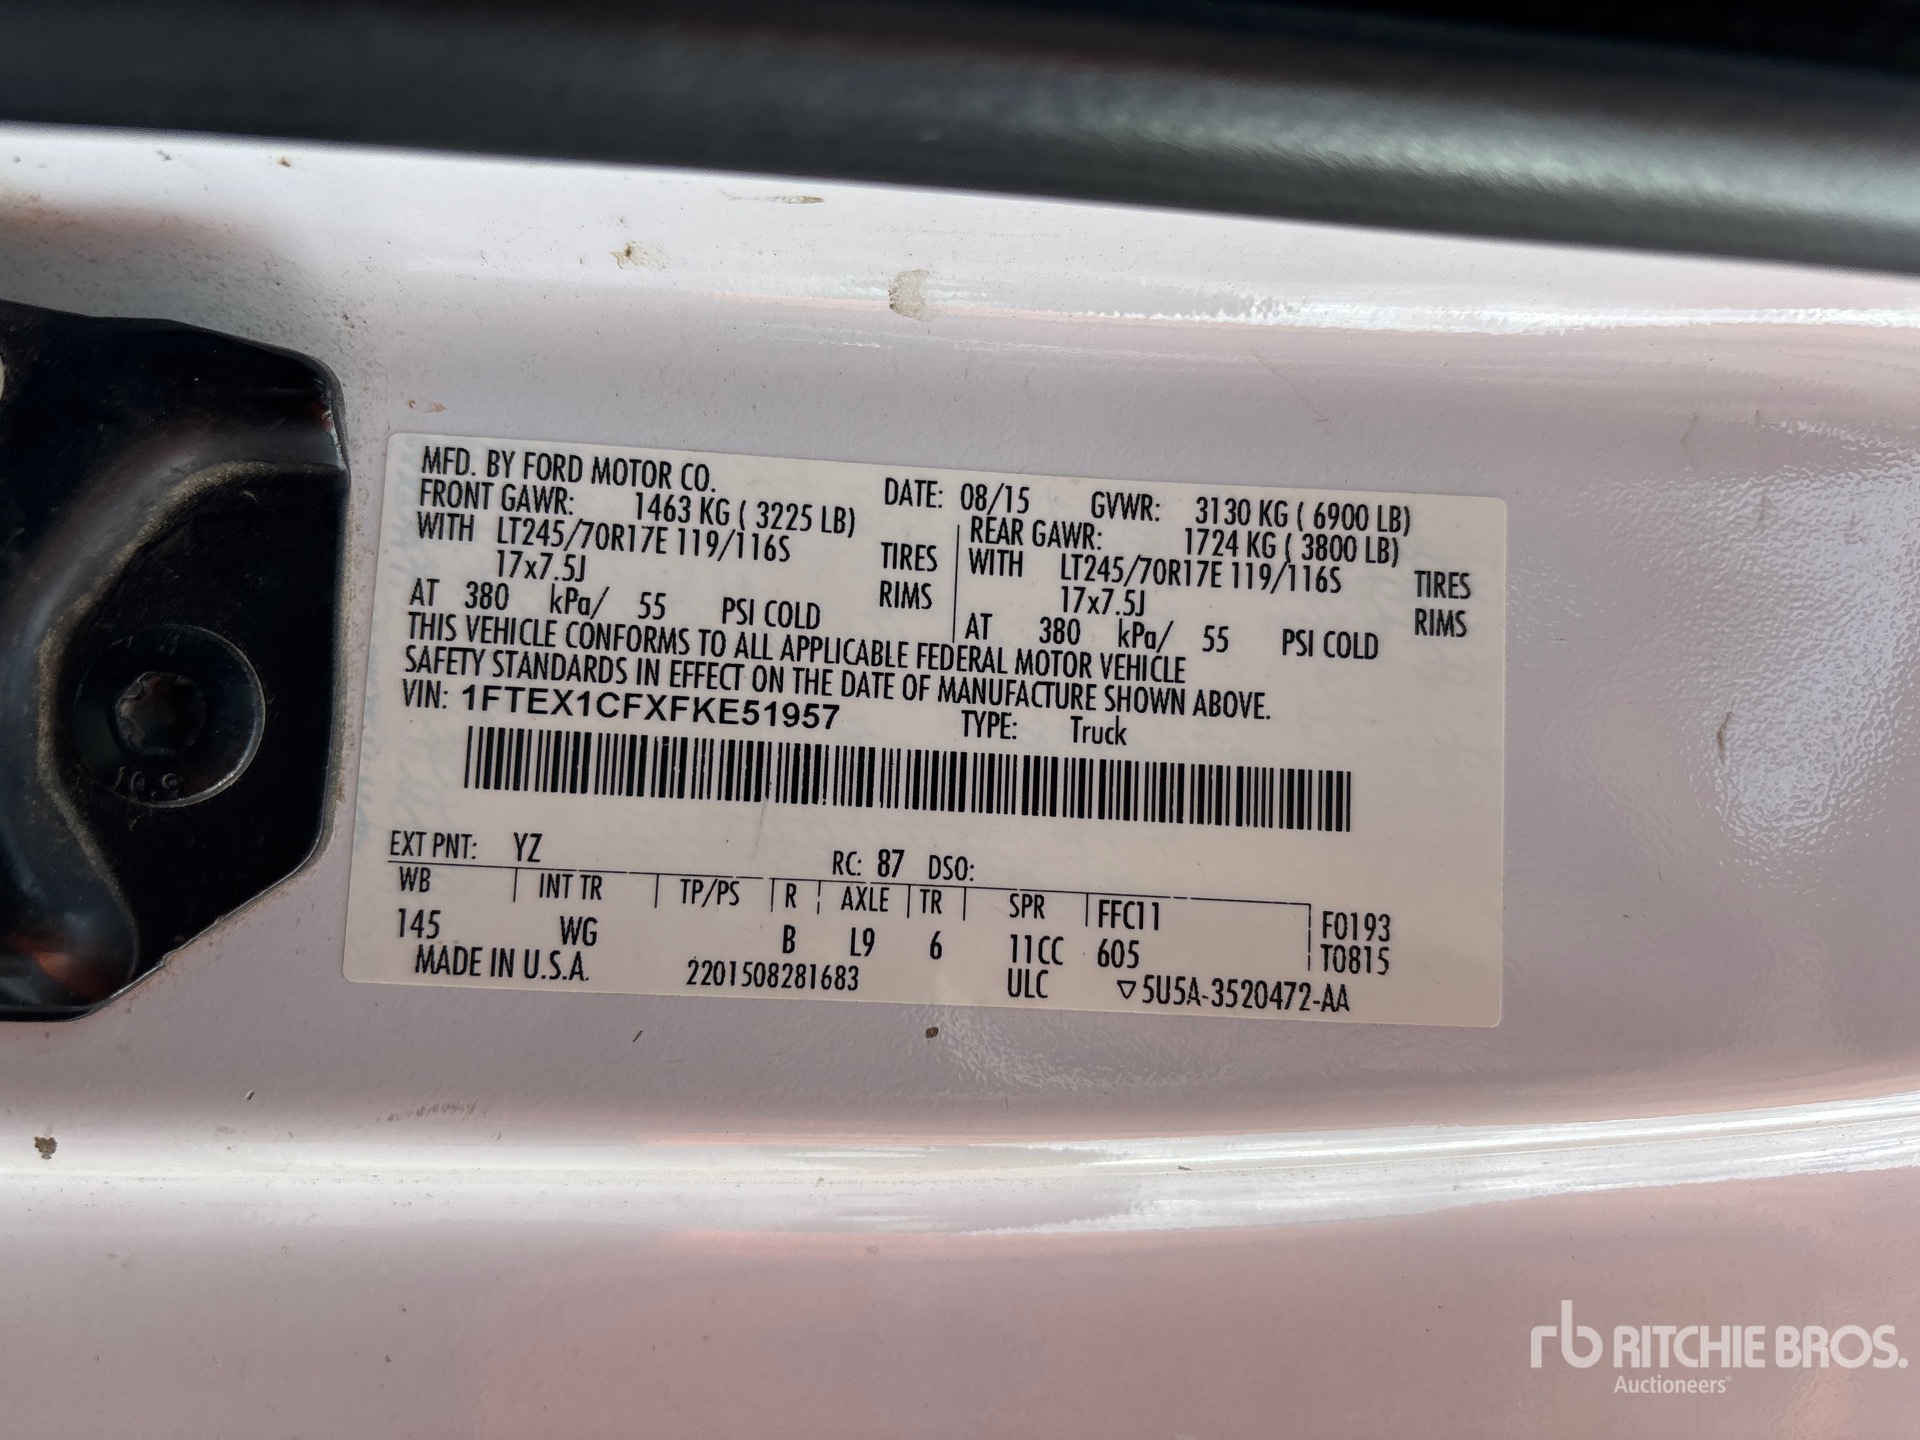 MFD. BY FORD MOTOR CO. DATE: 08/15 GVWR: 3130 KG ( 6900 LB)
FRONT GAWR: 1463 KG ( 3225 LB) REAR GAWR: 1724 KG ( 3800 LB)
WITH LT245/70R17E 119/116S TIRES WITH LT245/70R17E 119/116S TIRES
17x7.5J RIMS 17x7.5J RIMS
AT 380 kPa/ 55 PSI COLD AT 380 kPa/ 55 PSI COLD
THIS VEHICLE CONFORMS TO ALL APPLICABLE FEDERAL MOTOR VEHICLE
SAFETY STANDARDS IN EFFECT ON THE DATE OF MANUFACTURE SHOWN ABOVE.
VIN: 1FTEX1CFXFKE51957 TYPE: Truck
EXT PNT: YZ RC: 87 DSO:
WB INT TR TP/PS R AXLE TR SPR FFC11 F0193
145 WG B L9 6 11CC 605 T0815
MADE IN U.S.A. 2201508281683 ULC ▽5U5A-3520472-AA
10.9
rb RITCHIE BROS.
Auctioneers